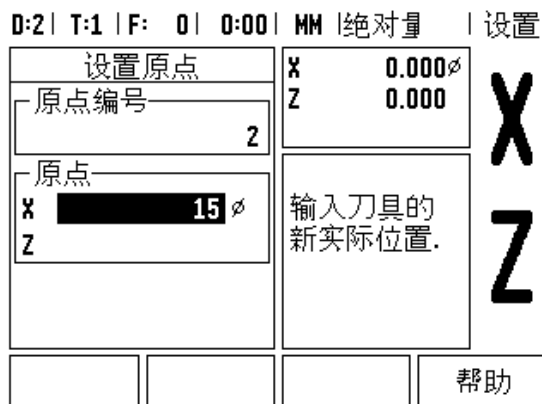 D:2| T:1 |F: 0| 0:00| MM |绝对量 |设置
设置原点
原点编号
2
原点
X 15 ⌀
Z
X 0.000⌀
Z 0.000
输入刀具的
新实际位置.
X
Z
帮助